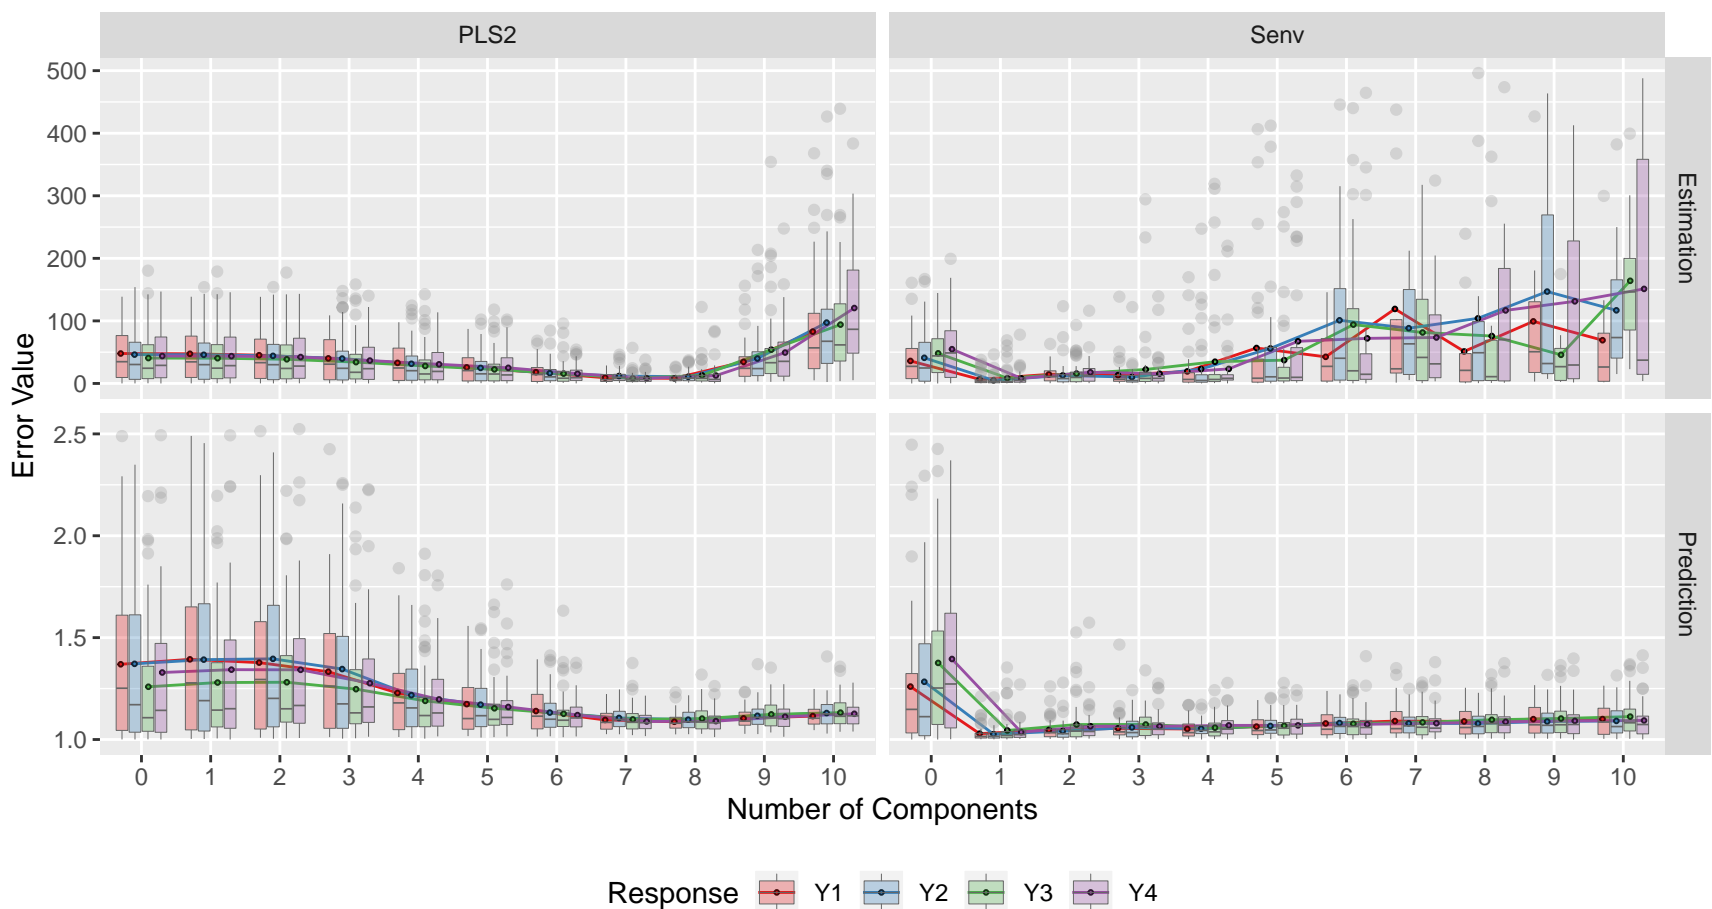 PLS2
Senv
500
400
300
200
100
0
Estimation
Error Value
2.5
2.0
1.5
1.0
Prediction
0 1 2 3 4 5 6 7 8 9 10
0 1 2 3 4 5 6 7 8 9 10
Number of Components
Response Y1 Y2 Y3 Y4